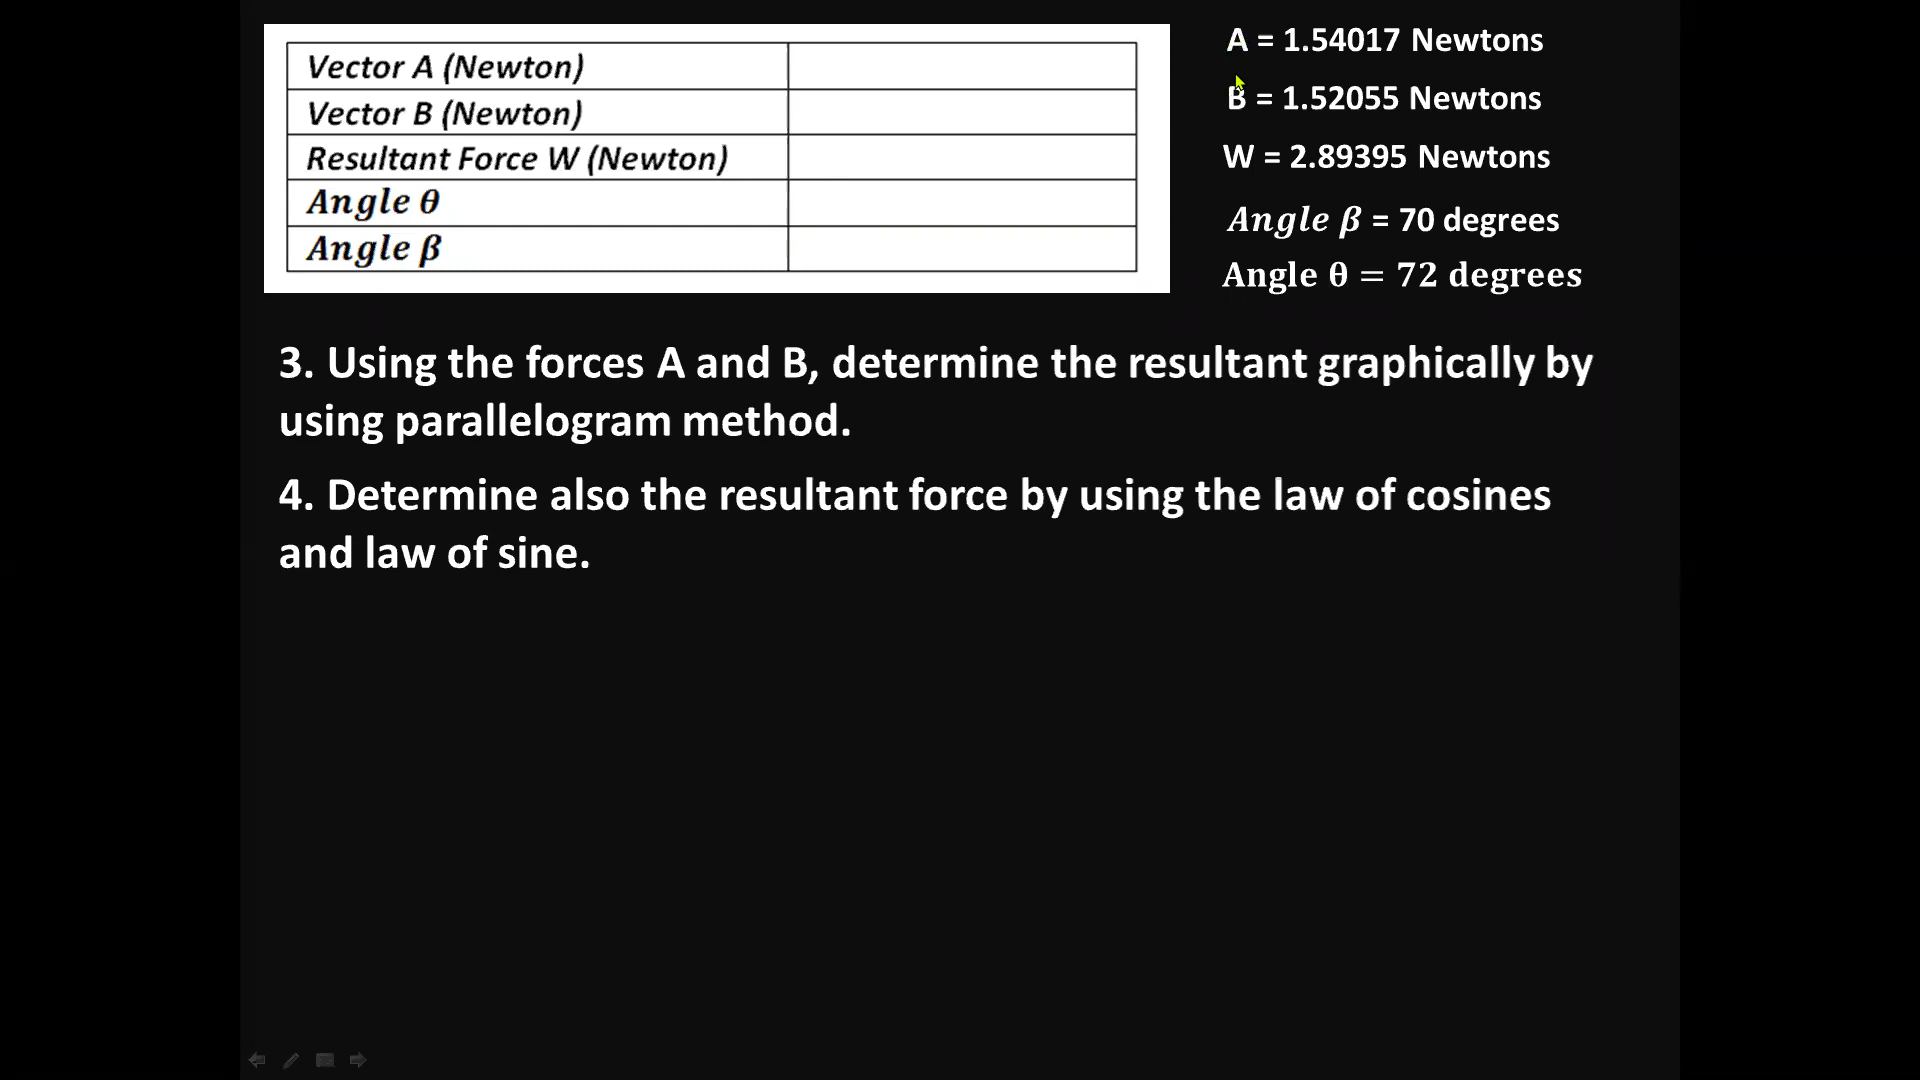 Vector A (Newton)
Vector B (Newton)
Resultant Force W (Newton)
Angle θ
Angle β
A = 1.54017 Newtons
B = 1.52055 Newtons
W = 2.89395 Newtons
Angle β = 70 degrees
Angle θ = 72 degrees
3. Using the forces A and B, determine the resultant graphically by
using parallelogram method.
4. Determine also the resultant force by using the law of cosines
and law of sine.